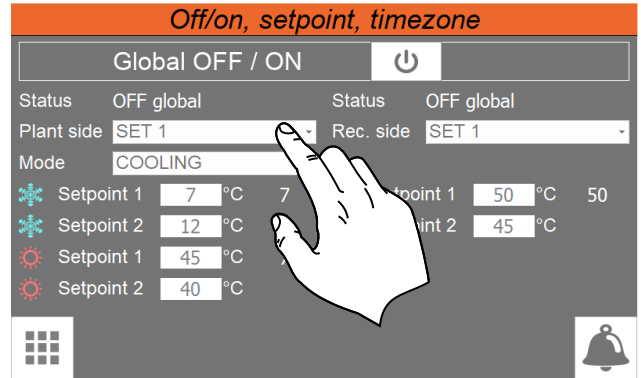 Off/on, setpoint, timezone
Global OFF / ON
Status OFF global Status OFF global
Plant side SET 1 Rec. side SET 1
Mode COOLING
Setpoint 1 7 °C 7 point 1 50 °C 50
Setpoint 2 12 °C int 2 45 °C
Setpoint 1 45 °C
Setpoint 2 40 °C